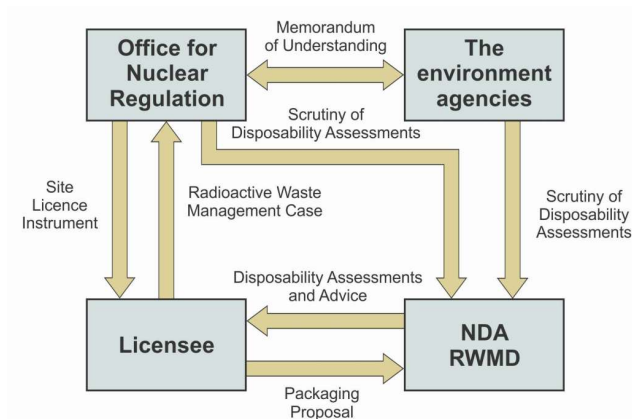 Memorandum
of Understanding
Office for
Nuclear
Regulation
The
environment
agencies
Scrutiny of
Disposability Assessments
Site
Licence
Instrument
Radioactive Waste
Management Case
Scrutiny of
Disposability
Assessments
Disposability Assessments
and Advice
Licensee
NDA
RWMD
Packaging
Proposal